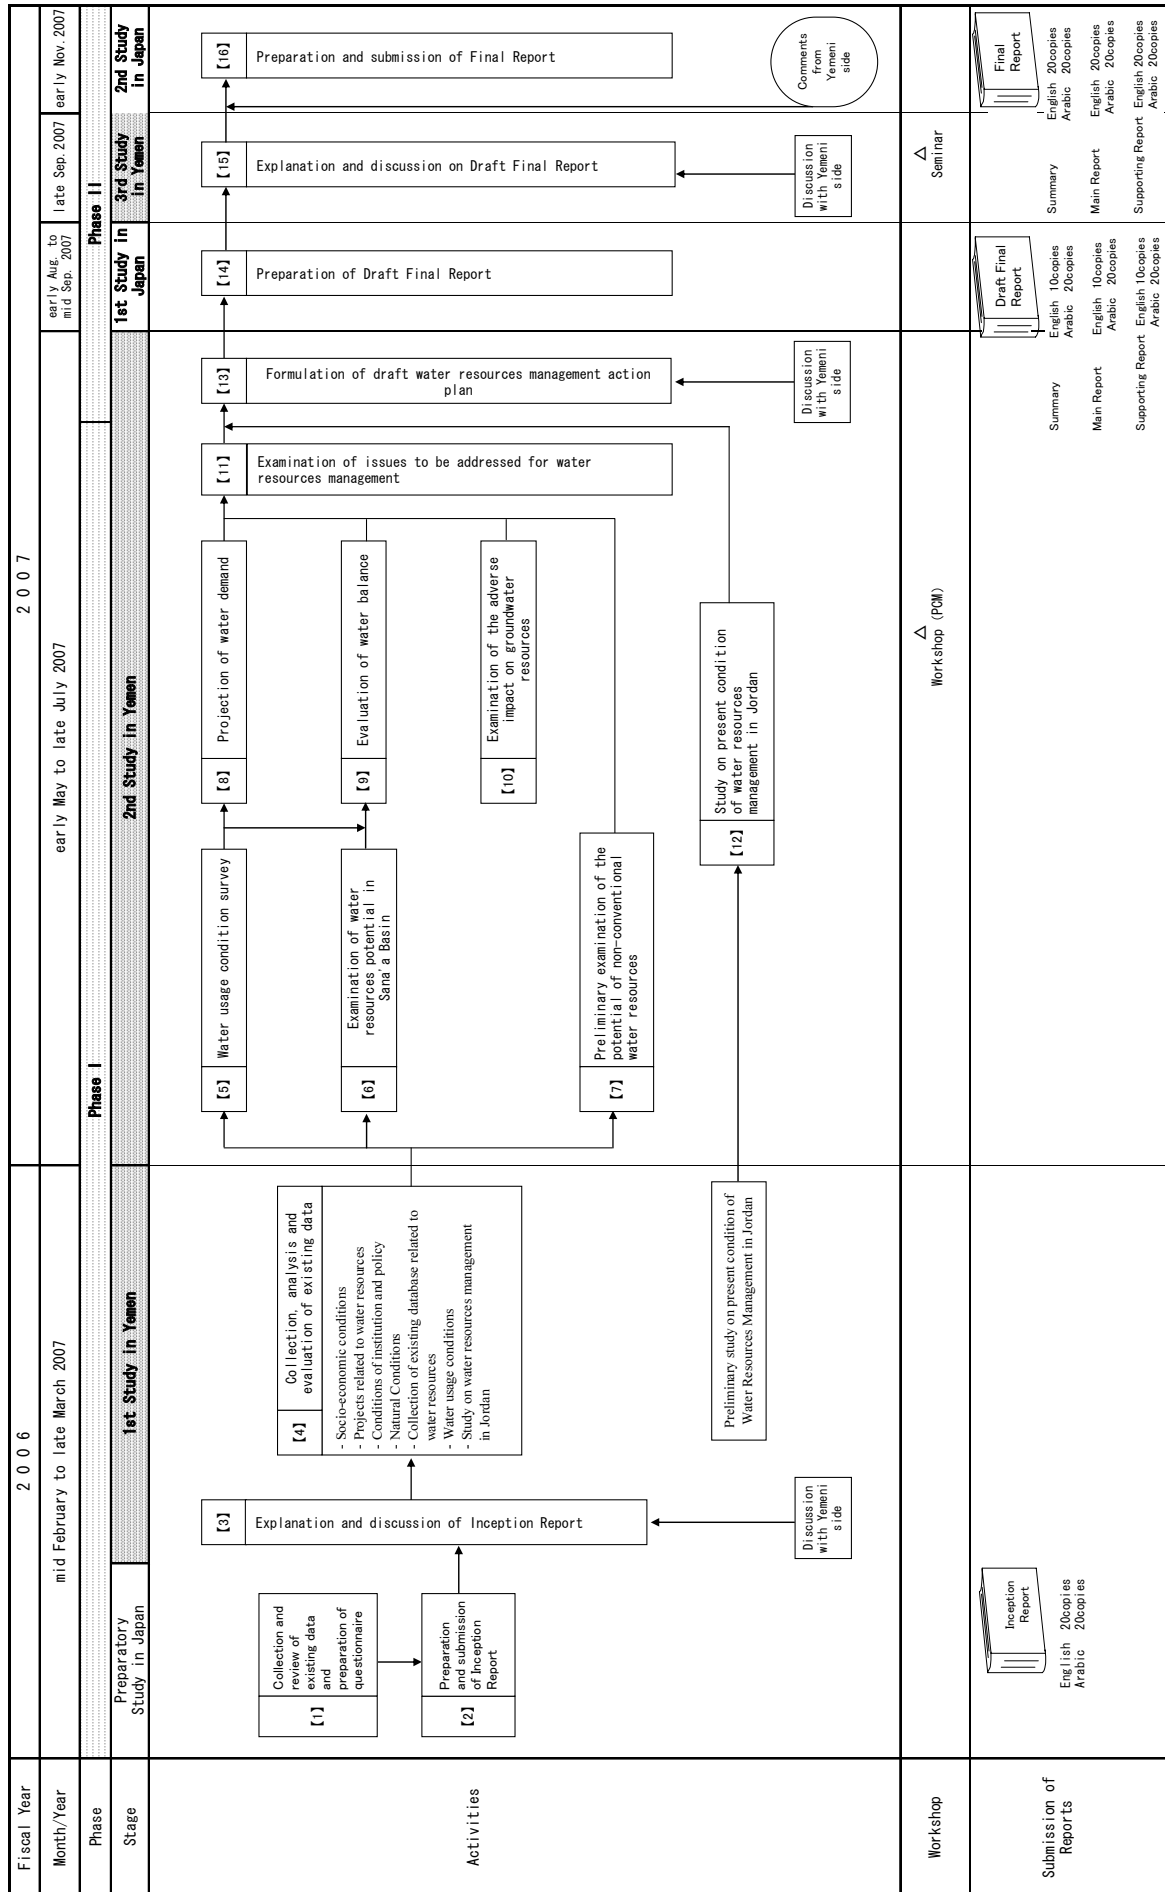 Fiscal Year
2 0 0 6
2 0 0 7
Month/Year
mid February to late March 2007
early May to late July 2007
early Aug. to
mid Sep. 2007
late Sep. 2007
early Nov. 2007
Phase
Phase I
Phase II
Stage
Preparatory
Study in Japan
1st Study in Yemen
2nd Study in Yemen
1st Study in
Japan
3rd Study
in Yemen
2nd Study
in Japan
Activities
【1】
Collection and
review of
existing data
and
preparation of
questionnaire
【2】
Preparation
and submission
of Inception
Report
【3】
Explanation and discussion of Inception Report
Discussion
with Yemeni
side
【4】
Collection, analysis and
evaluation of existing data
- Socio-economic conditions
- Projects related to water resources
- Conditions of institution and policy
- Natural Conditions
- Collection of existing database related to
water resources
- Water usage conditions
- Study on water resources management
in Jordan
Preliminary study on present condition of
Water Resources Management in Jordan
【5】
Water usage condition survey
【6】
Examination of water
resources potential in
Sana'a Basin
【7】
Preliminary examination of the
potential of non-conventional
water resources
【8】
Projection of water demand
【9】
Evaluation of water balance
【10】
Examination of the adverse
impact on groundwater
resources
【12】
Study on present condition
of water resources
management in Jordan
【11】
Examination of issues to be addressed for water
resources management
【13】
Formulation of draft water resources management action
plan
Discussion
with Yemeni
side
【14】
Preparation of Draft Final Report
【15】
Explanation and discussion on Draft Final Report
Discussion
with Yemeni
side
【16】
Preparation and submission of Final Report
Comments
from
Yemeni
side
Workshop
△
Workshop (PCM)
△
Seminar
Submission of
Reports
Inception
Report
English 20copies
Arabic 20copies
Draft Final
Report
Summary English 10copies
Arabic 20copies
Main Report English 10copies
Arabic 20copies
Supporting Report English 10copies
Arabic 20copies
Final
Report
Summary English 20copies
Arabic 20copies
Main Report English 20copies
Arabic 20copies
Supporting Report English 20copies
Arabic 20copies